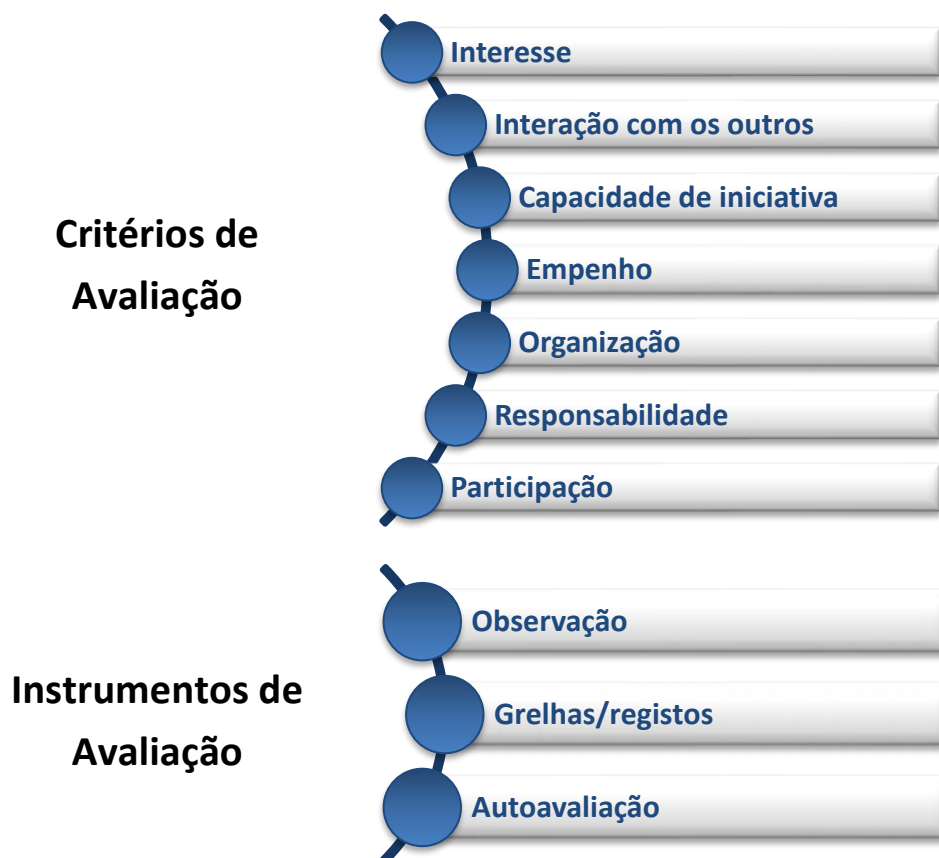 Critérios de
Avaliação
Interesse
Interação com os outros
Capacidade de iniciativa
Empenho
Organização
Responsabilidade
Participação
Instrumentos de
Avaliação
Observação
Grelhas/registos
Autoavaliação